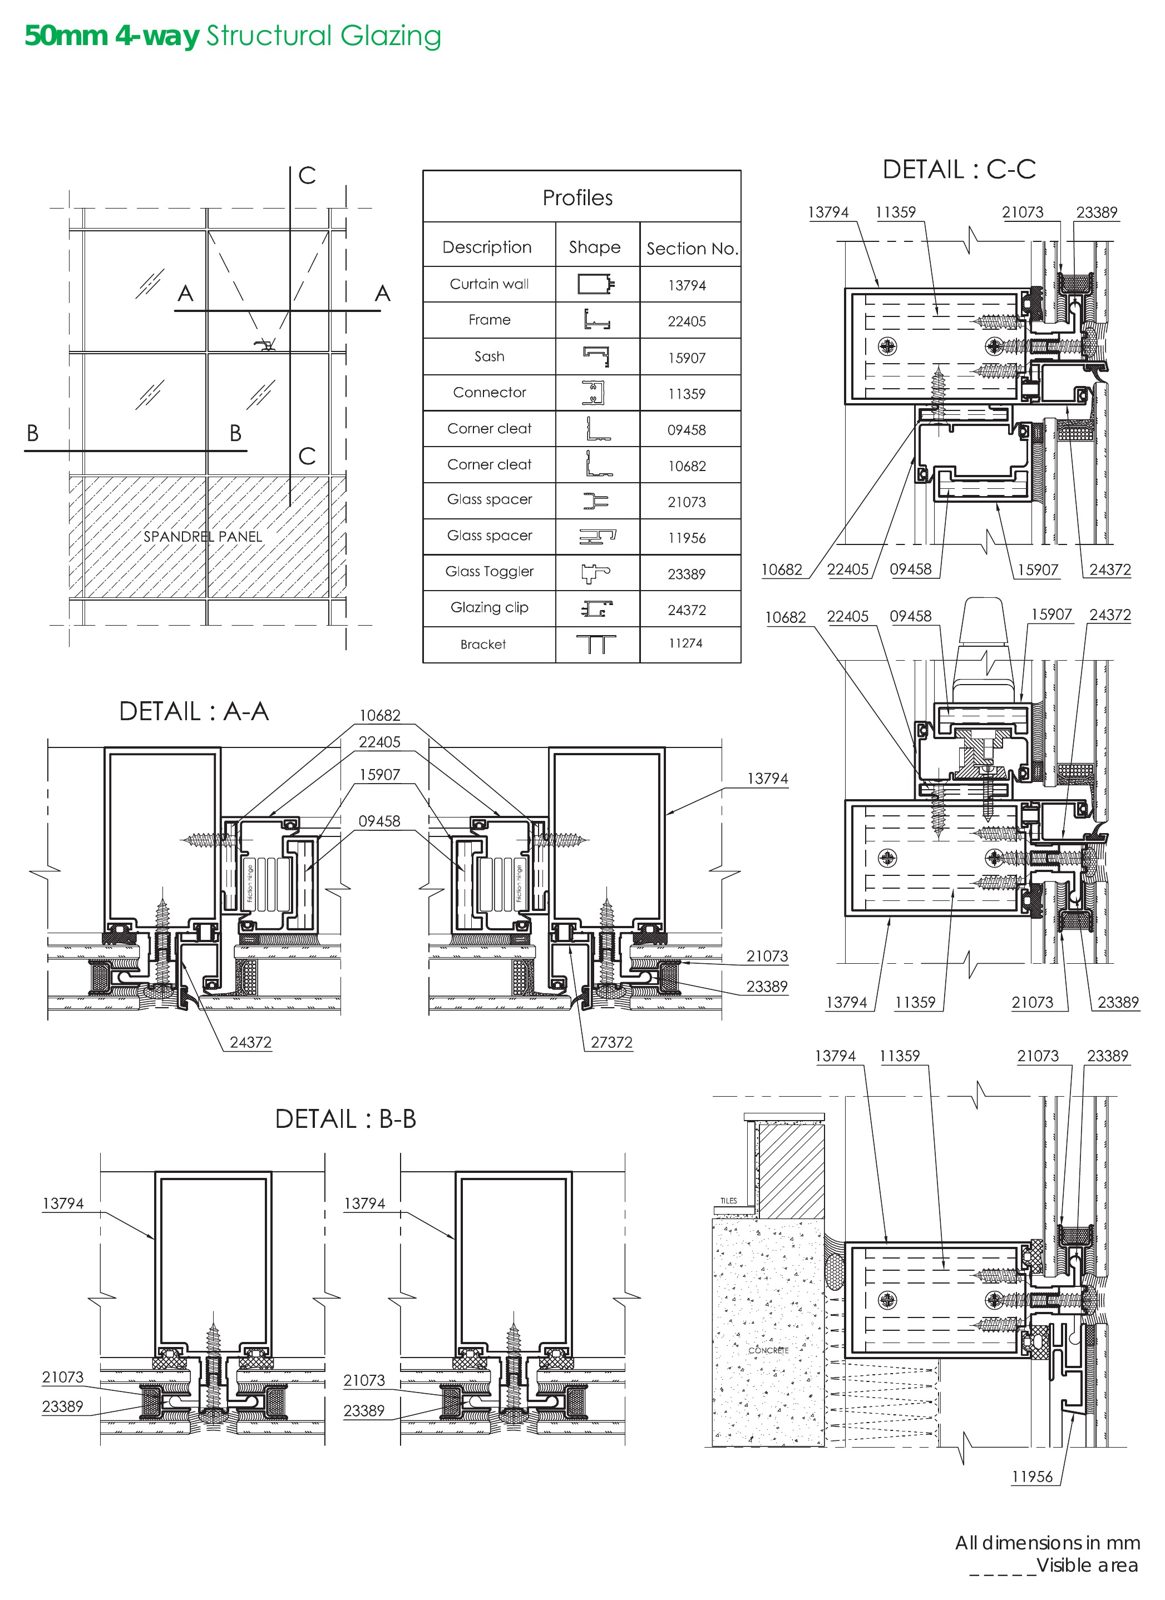 50mm 4-way Structural Glazing
C
A
A
B
B
C
SPANDREL PANEL
Profiles
Description Shape Section No.
Curtain wall 13794
Frame 22405
Sash 15907
Connector 11359
Corner cleat 09458
Corner cleat 10682
Glass spacer 21073
Glass spacer 11956
Glass Toggler 23389
Glazing clip 24372
Bracket 11274
DETAIL : C-C
13794 11359 21073 23389
10682 22405 09458 15907 24372
10682 22405 09458 15907 24372
13794 11359 21073 23389
13794 11359 21073 23389
TILES
CONCRETE
11956
DETAIL : A-A
10682
22405
15907
09458
13794
friction hinge
friction hinge
21073
23389
24372
27372
DETAIL : B-B
13794
13794
21073
23389
21073
23389
All dimensions in mm
_ _ _ _ _Visible area